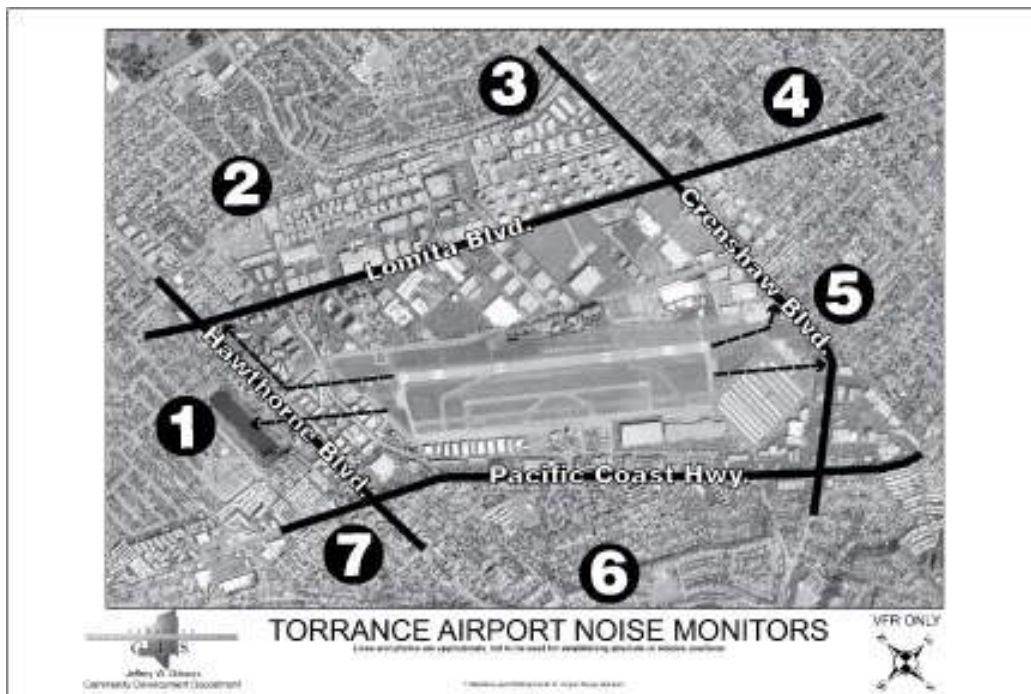 3
4
2
Crenshaw Blvd.
Lomita Blvd.
5
Hawthorne Blvd.
1
Pacific Coast Hwy.
7
6
TORRANCE AIRPORT NOISE MONITORS
VFR ONLY
Community Development Department